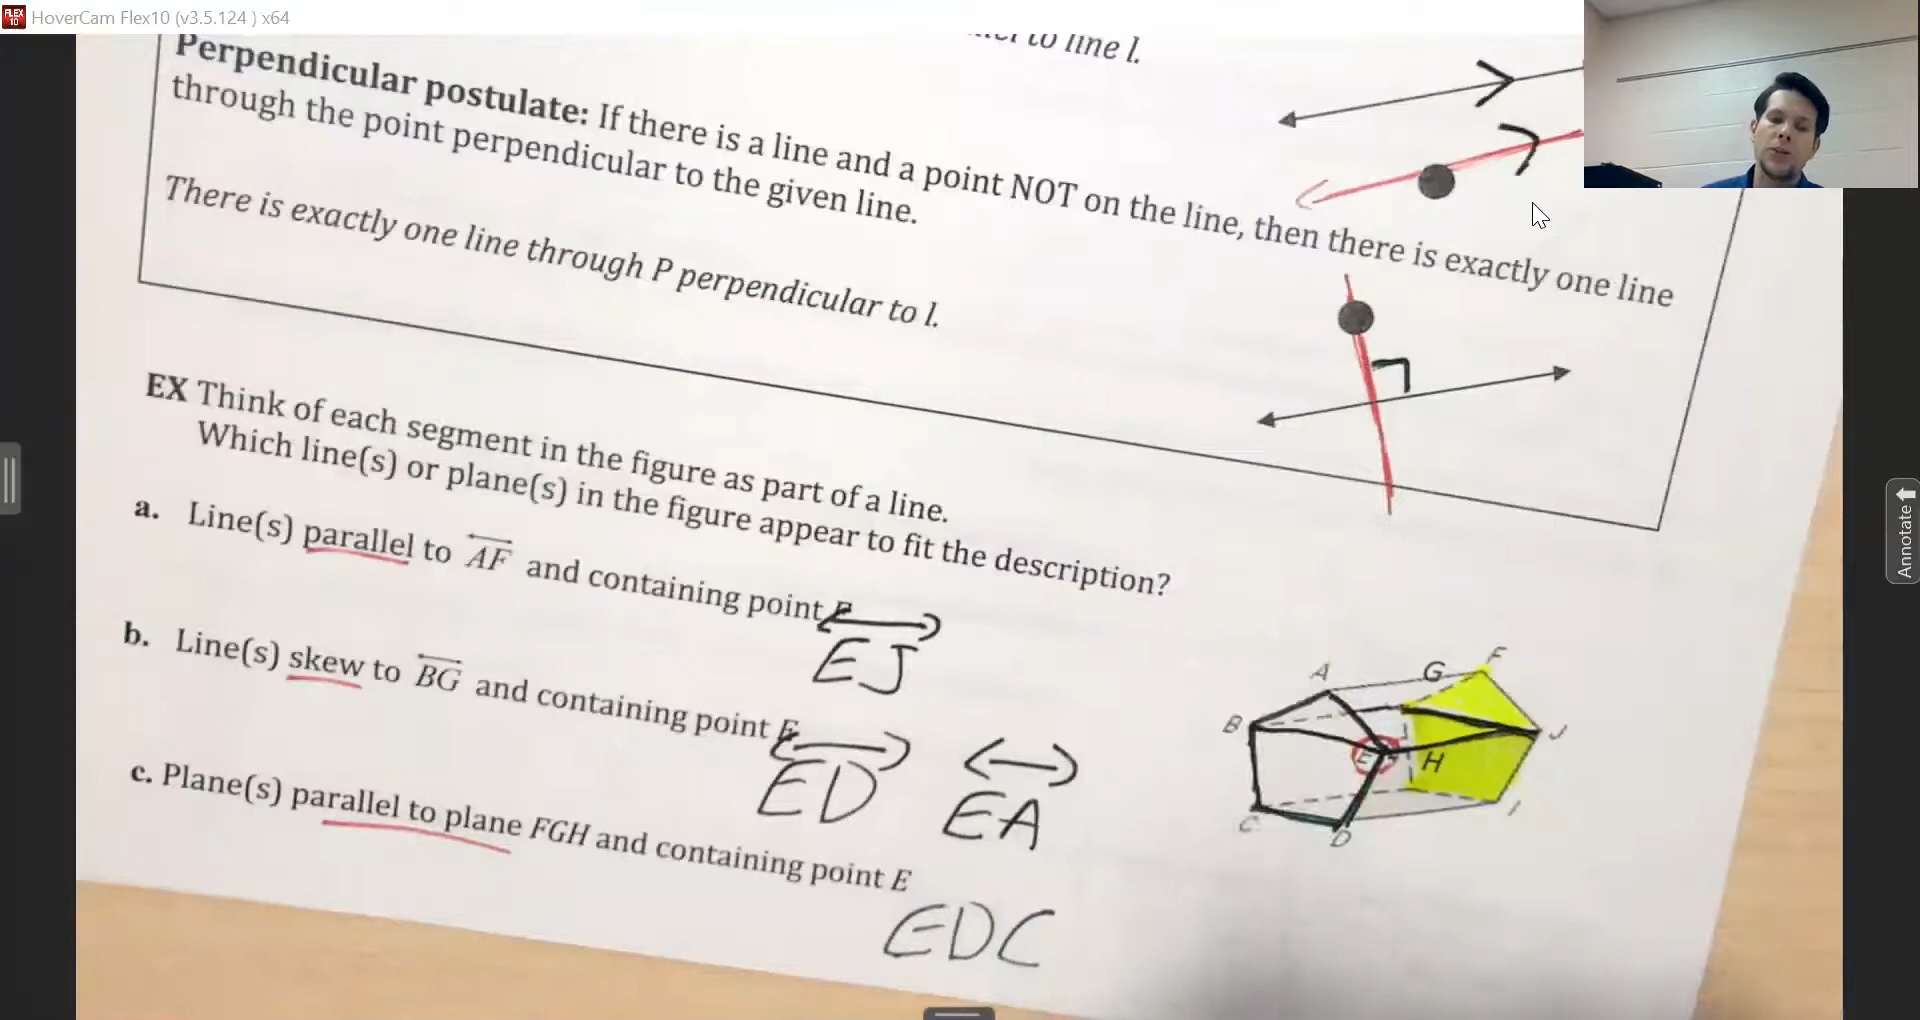 HoverCam Flex10 (v3.5.124 ) x64
to line l.
Perpendicular postulate: If there is a line and a point NOT on the line, then there is exactly one line
through the point perpendicular to the given line.
There is exactly one line through P perpendicular to l.
EX Think of each segment in the figure as part of a line.
Which line(s) or plane(s) in the figure appear to fit the description?
a. Line(s) parallel to AF and containing point E
EJ
b. Line(s) skew to BG and containing point E
ED EA
c. Plane(s) parallel to plane FGH and containing point E
EDC
A G F
B J
E H
C D I
Annotate
FLEX
10